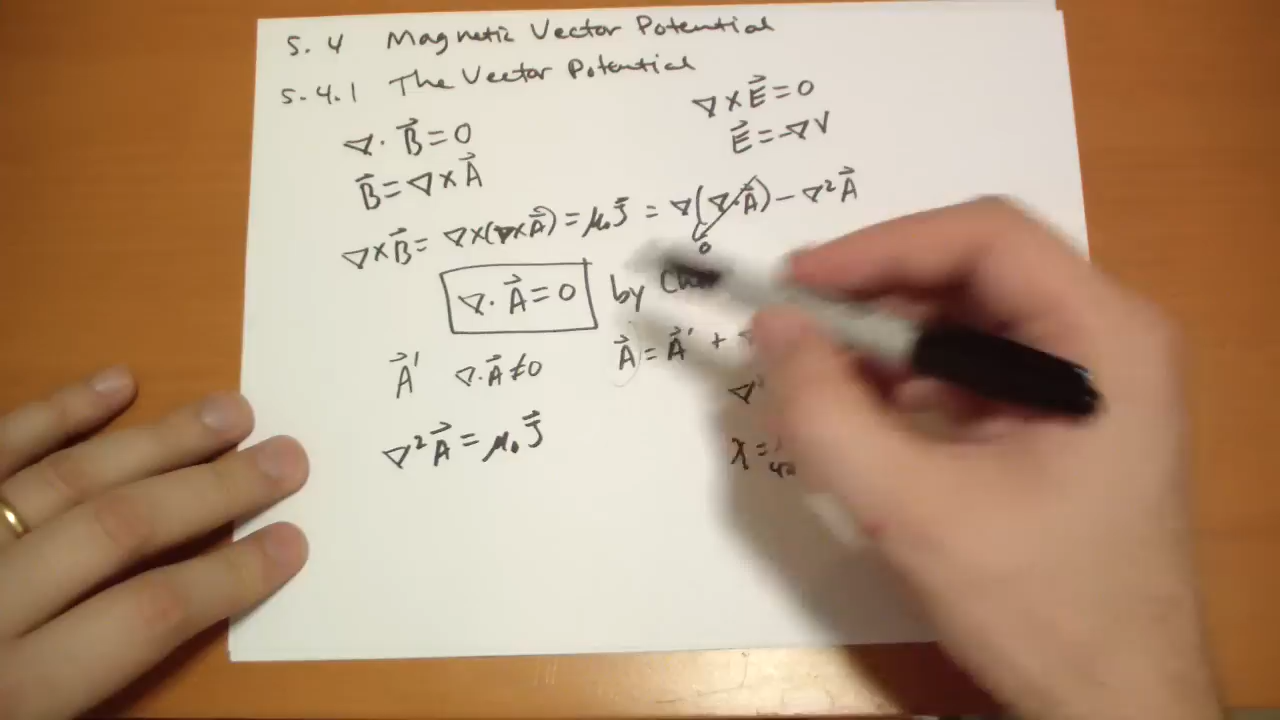 5.4 Magnetic Vector Potential
5.4.1 The Vector Potential
∇×E⃗=0
E⃗=-∇V
∇·B⃗=0
B⃗=∇×A⃗
∇×B⃗= ∇×(∇×A⃗)=μ₀J⃗ = ∇(∇·A⃗)-∇²A⃗
0
∇·A⃗=0 by
A⃗' ∇·A⃗≠0
A⃗=A⃗' +
∇²A⃗=μ₀J⃗
χ=